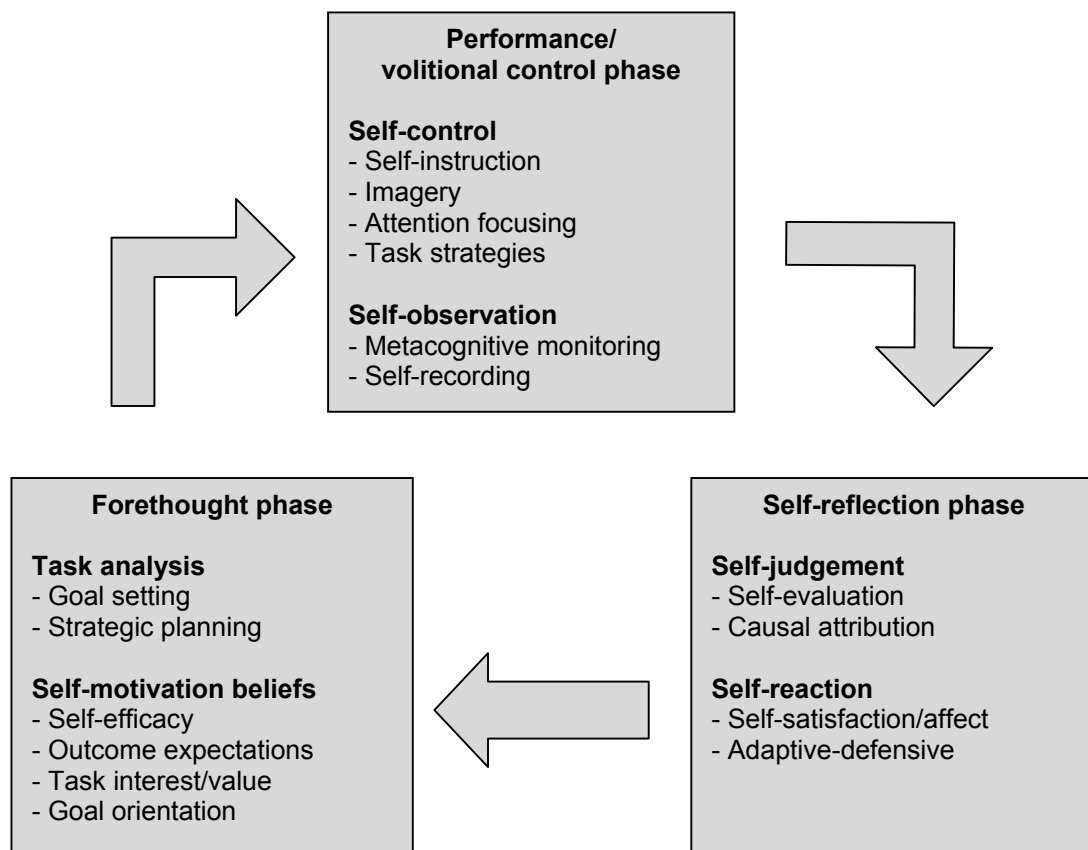 Performance/
volitional control phase
Self-control
- Self-instruction
- Imagery
- Attention focusing
- Task strategies
Self-observation
- Metacognitive monitoring
- Self-recording
Forethought phase
Task analysis
- Goal setting
- Strategic planning
Self-motivation beliefs
- Self-efficacy
- Outcome expectations
- Task interest/value
- Goal orientation
Self-reflection phase
Self-judgement
- Self-evaluation
- Causal attribution
Self-reaction
- Self-satisfaction/affect
- Adaptive-defensive